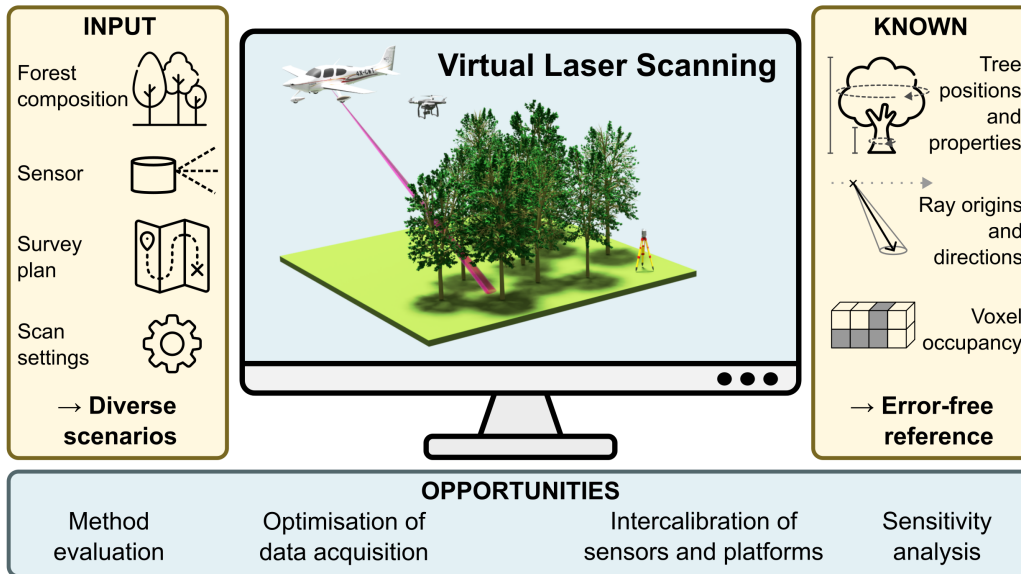 INPUT
Forest
composition
Sensor
Survey
plan
Scan
settings
→ Diverse
scenarios
Virtual Laser Scanning
KNOWN
Tree
positions
and
properties
Ray origins
and
directions
Voxel
occupancy
→ Error-free
reference
OPPORTUNITIES
Method
evaluation
Optimisation of
data acquisition
Intercalibration of
sensors and platforms
Sensitivity
analysis